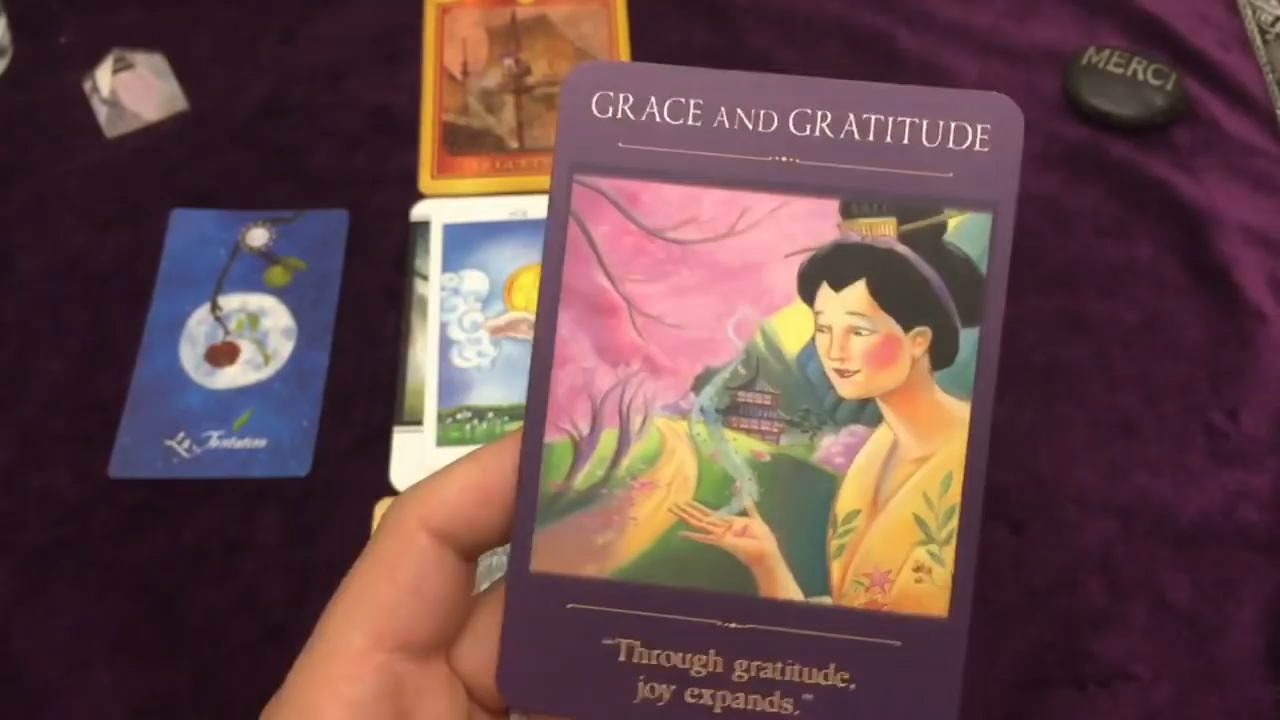 MERCI
GRACE AND GRATITUDE
La Tentation
"Through gratitude,
joy expands."